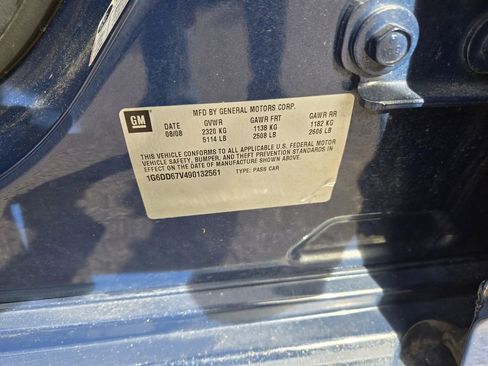 GM
MFD BY GENERAL MOTORS CORP.
DATE GVWR GAWR FRT GAWR RR
08/08 2320 KG 1138 KG 1182 KG
5114 LB 2508 LB 2606 LB
THIS VEHICLE CONFORMS TO ALL APPLICABLE U.S. FEDERAL MOTOR
VEHICLE SAFETY, BUMPER, AND THEFT PREVENTION STANDARDS IN
EFFECT ON THE DATE OF MANUFACTURE SHOWN ABOVE.
1G6DD67V490132561 TYPE: PASS CAR